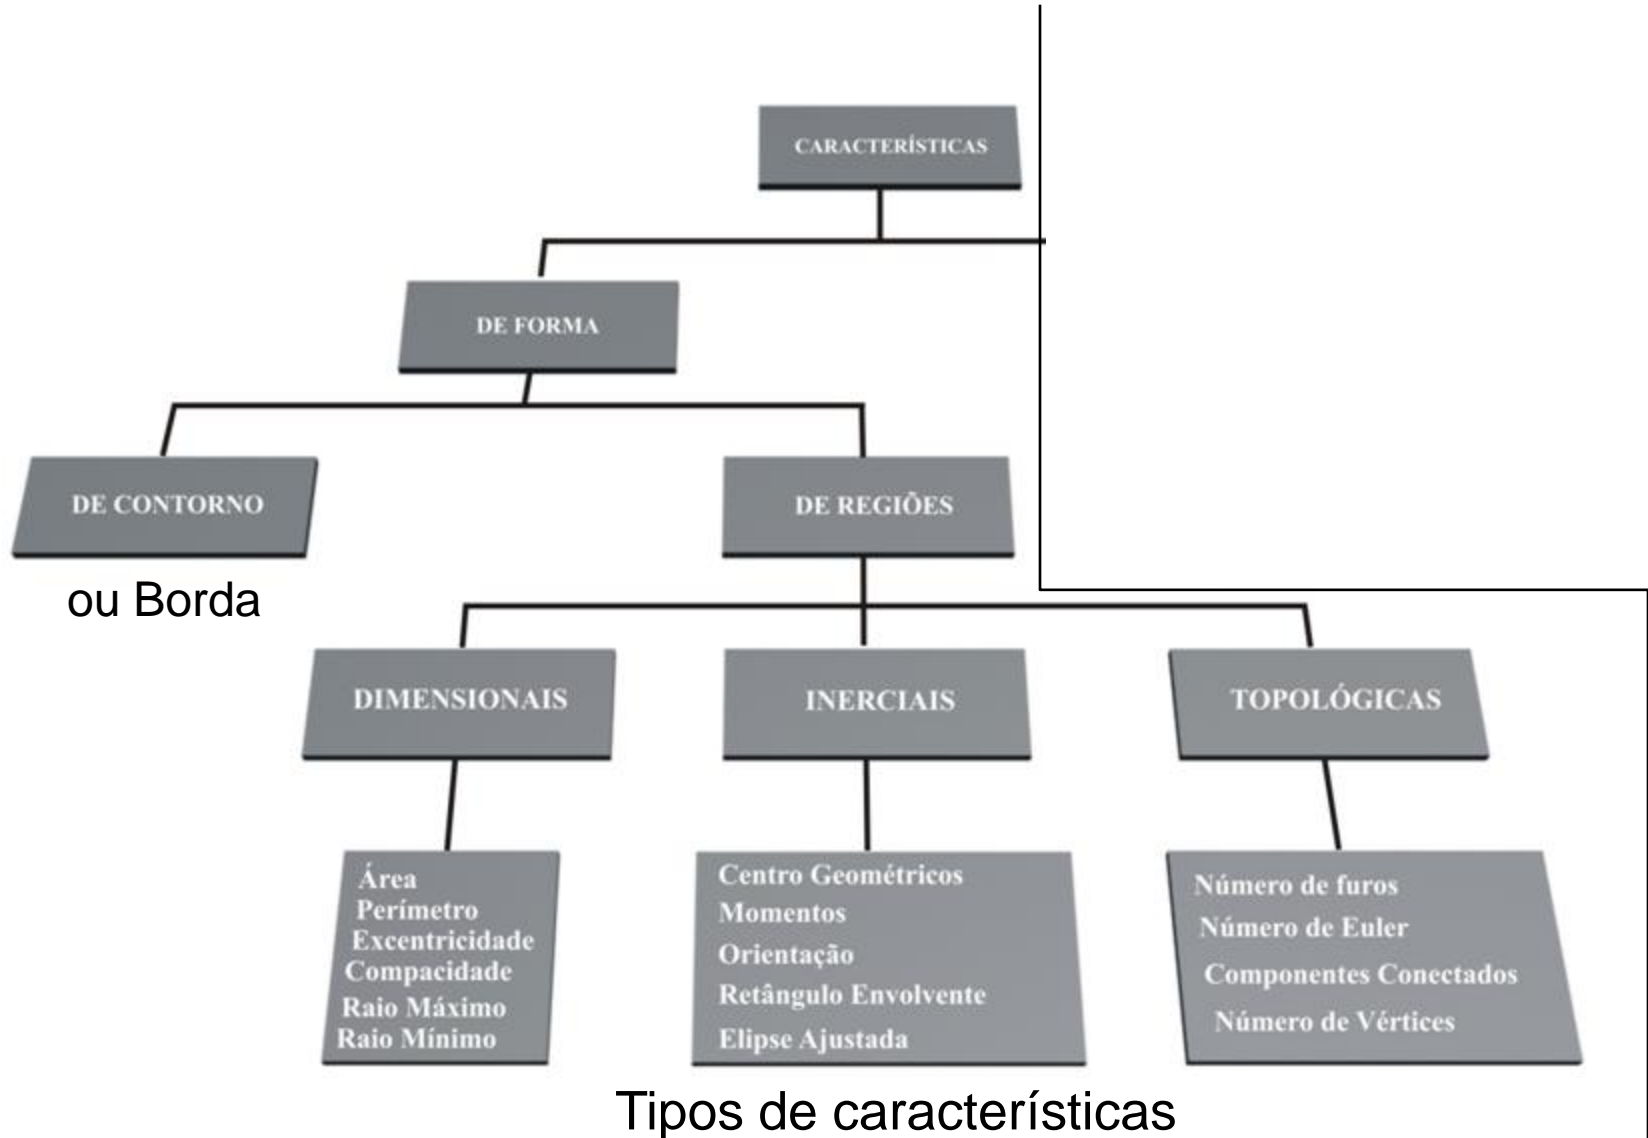 CARACTERÍSTICAS
DE FORMA
DE CONTORNO
DE REGIÕES
ou Borda
DIMENSIONAIS
INERCIAIS
TOPOLÓGICAS
Área
Perímetro
Excentricidade
Compacidade
Raio Máximo
Raio Mínimo
Centro Geométricos
Momentos
Orientação
Retângulo Envolvente
Elipse Ajustada
Número de furos
Número de Euler
Componentes Conectados
Número de Vértices
Tipos de características